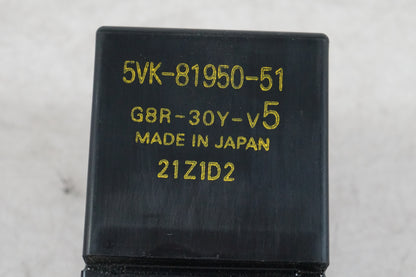 5VK-81950-51
G8R-30Y-V5
MADE IN JAPAN
21Z1D2